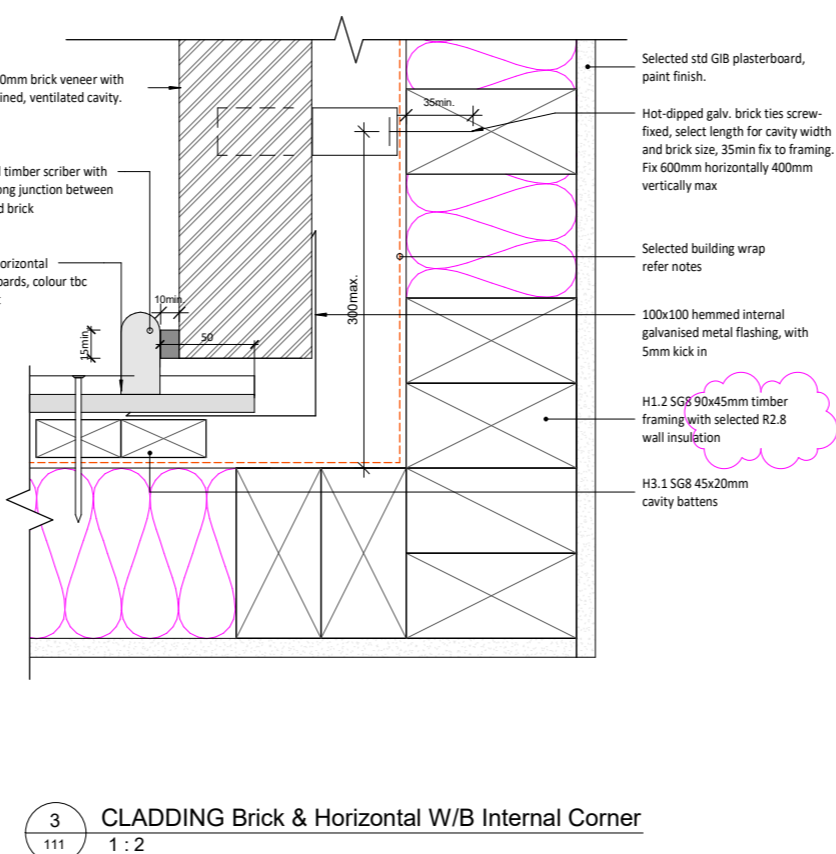 0mm brick veneer with
ined, ventilated cavity.
timber scriber with
ong junction between
d brick
orizontal
oards, colour tbc
10min.
15min.
50
35min.
300max.
Selected std GIB plasterboard,
paint finish.
Hot-dipped galv. brick ties screw-
fixed, select length for cavity width
and brick size, 35min fix to framing.
Fix 600mm horizontally 400mm
vertically max
Selected building wrap
refer notes
100x100 hemmed internal
galvanised metal flashing, with
5mm kick in
H1.2 SG8 90x45mm timber
framing with selected R2.8
wall insulation
H3.1 SG8 45x20mm
cavity battens
3
111
CLADDING Brick & Horizontal W/B Internal Corner
1 : 2